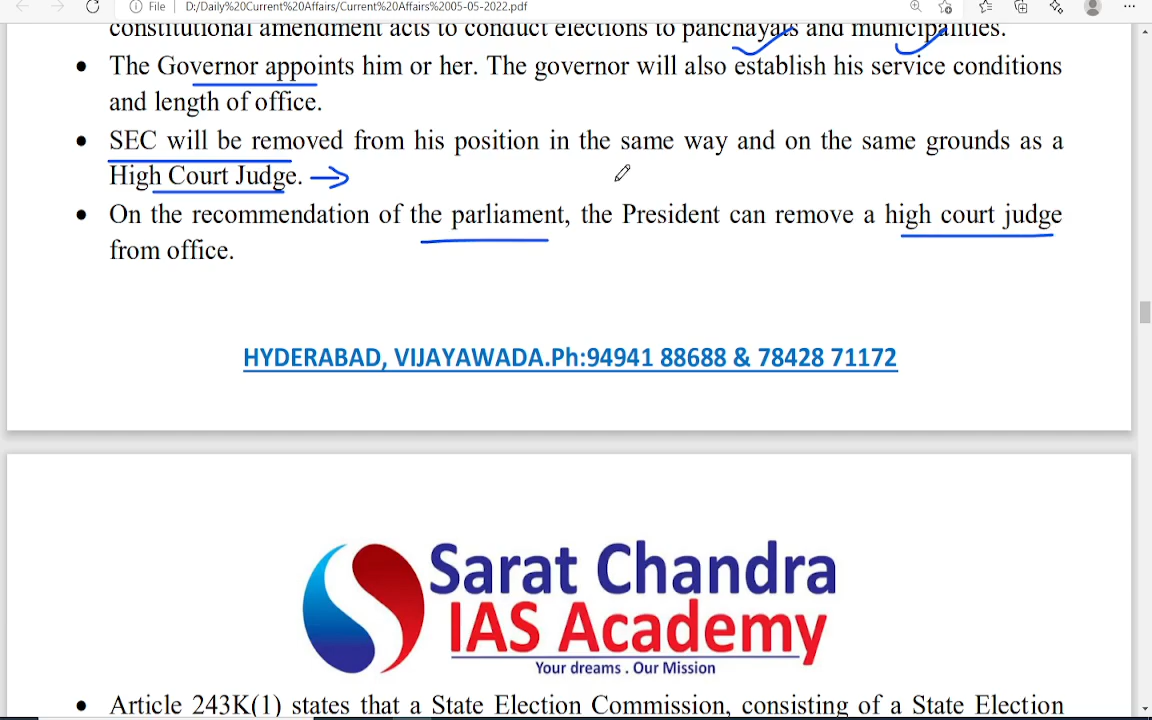 File
D:/Daily%20Current%20Affairs/Current%20Affairs%2005-05-2022.pdf
constitutional amendment acts to conduct elections to panchayats and municipalities.
• The Governor appoints him or her. The governor will also establish his service conditions
and length of office.
• SEC will be removed from his position in the same way and on the same grounds as a
High Court Judge.
• On the recommendation of the parliament, the President can remove a high court judge
from office.
HYDERABAD, VIJAYAWADA.Ph:94941 88688 & 78428 71172
Sarat Chandra
IAS Academy
Your dreams . Our Mission
• Article 243K(1) states that a State Election Commission, consisting of a State Election